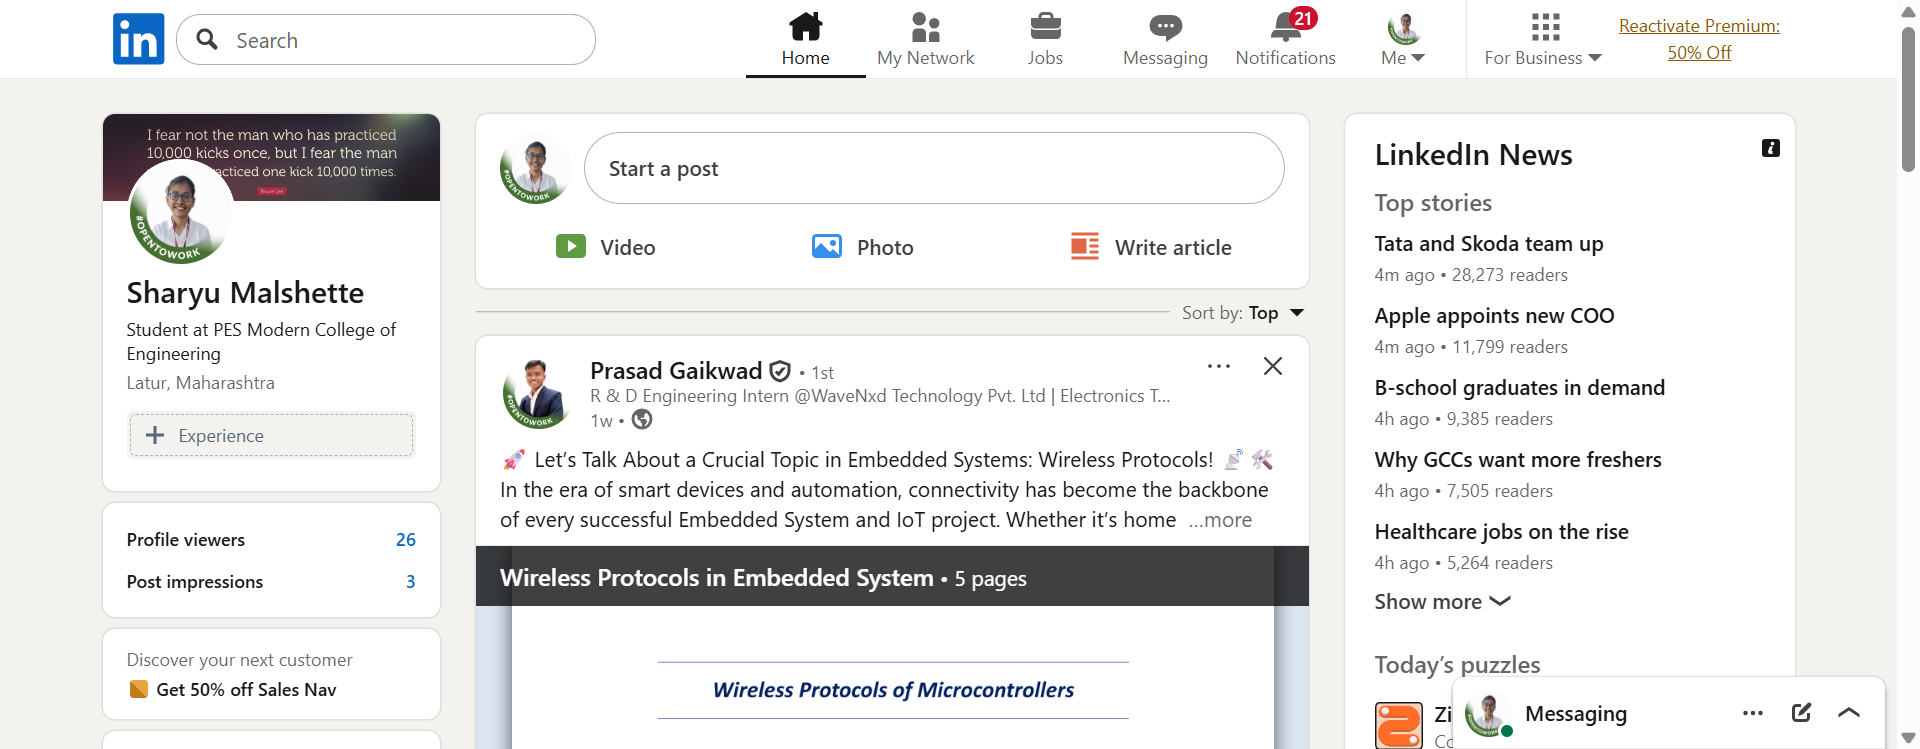 in
Search
Home
My Network
Jobs
Messaging
21
Notifications
Me
For Business
Reactivate Premium:
50% Off
I fear not the man who has practiced
10,000 kicks once, but I fear the man
acticed one kick 10,000 times.
Bruce Lee
#OPENTOWORK
Sharyu Malshette
Student at PES Modern College of
Engineering
Latur, Maharashtra
Experience
Profile viewers 26
Post impressions 3
Discover your next customer
Get 50% off Sales Nav
#OPENTOWORK
Start a post
Video
Photo
Write article
Sort by: Top
#OPENTOWORK
Prasad Gaikwad • 1st
R & D Engineering Intern @WaveNxd Technology Pvt. Ltd | Electronics T...
1w •
🚀 Let’s Talk About a Crucial Topic in Embedded Systems: Wireless Protocols! 📡 🛠️
In the era of smart devices and automation, connectivity has become the backbone
of every successful Embedded System and IoT project. Whether it’s home ...more
Wireless Protocols in Embedded System • 5 pages
Wireless Protocols of Microcontrollers
LinkedIn News
Top stories
Tata and Skoda team up
4m ago • 28,273 readers
Apple appoints new COO
4m ago • 11,799 readers
B-school graduates in demand
4h ago • 9,385 readers
Why GCCs want more freshers
4h ago • 7,505 readers
Healthcare jobs on the rise
4h ago • 5,264 readers
Show more
Today’s puzzles
Zi
Co
Messaging